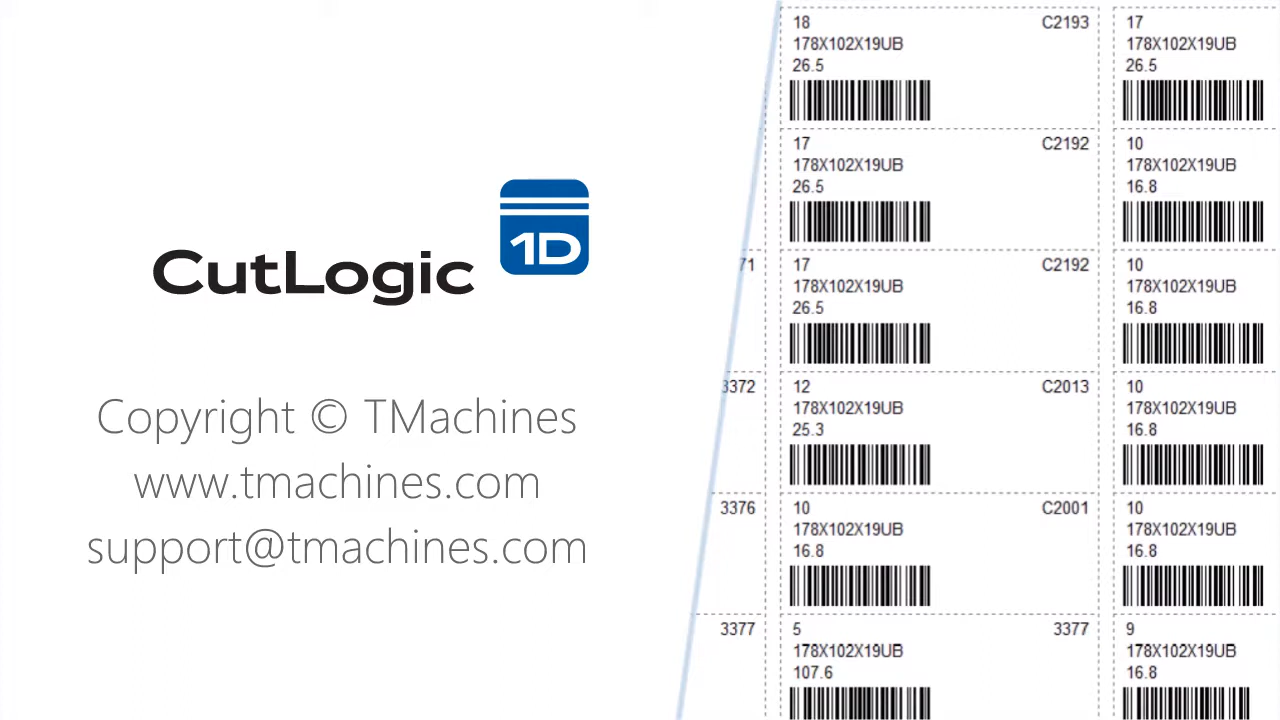 CutLogic 1D
Copyright © TMachines
www.tmachines.com
support@tmachines.com
71
3372
3376
3377
18 C2193
178X102X19UB
26.5
17 C2192
178X102X19UB
26.5
17 C2192
178X102X19UB
26.5
12 C2013
178X102X19UB
25.3
10 C2001
178X102X19UB
16.8
5 3377
178X102X19UB
107.6
17
178X102X19UB
26.5
10
178X102X19UB
16.8
10
178X102X19UB
16.8
10
178X102X19UB
16.8
10
178X102X19UB
16.8
9
178X102X19UB
16.8